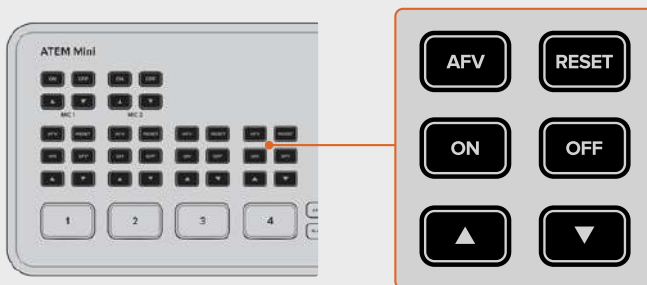 ATEM Mini
ON OFF ON OFF
MIC 1 MIC 2
AFV RESET AFV RESET AFV RESET AFV RESET
ON OFF ON OFF ON OFF ON OFF
1 2 3 4
AFV RESET
ON OFF